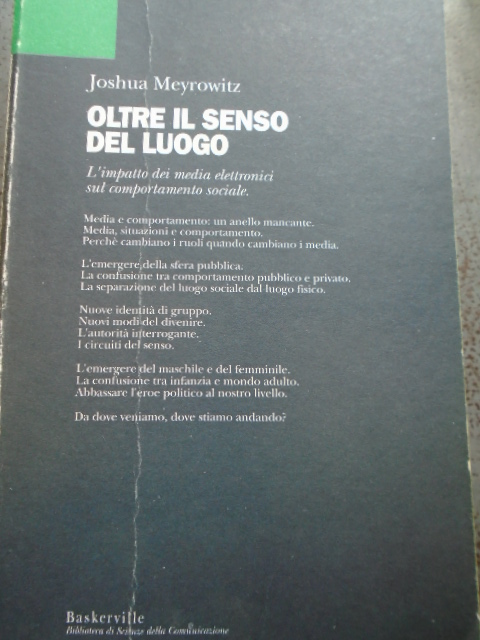 Joshua Meyrowitz
OLTRE IL SENSO
DEL LUOGO
L'impatto dei media elettronici
sul comportamento sociale.
Media e comportamento: un anello mancante.
Media, situazioni e comportamento.
Perchè cambiano i ruoli quando cambiano i media.
L'emergere della sfera pubblica.
La confusione tra comportamento pubblico e privato.
La separazione del luogo sociale dal luogo fisico.
Nuove identità di gruppo.
Nuovi modi del divenire.
L'autorità interrogante.
I circuiti del senso.
L'emergere del maschile e del femminile.
La confusione tra infanzia e mondo adulto.
Abbassare l'eroe politico al nostro livello.
Da dove veniamo, dove stiamo andando?
Baskerville
Biblioteca di Scienze della Comunicazione